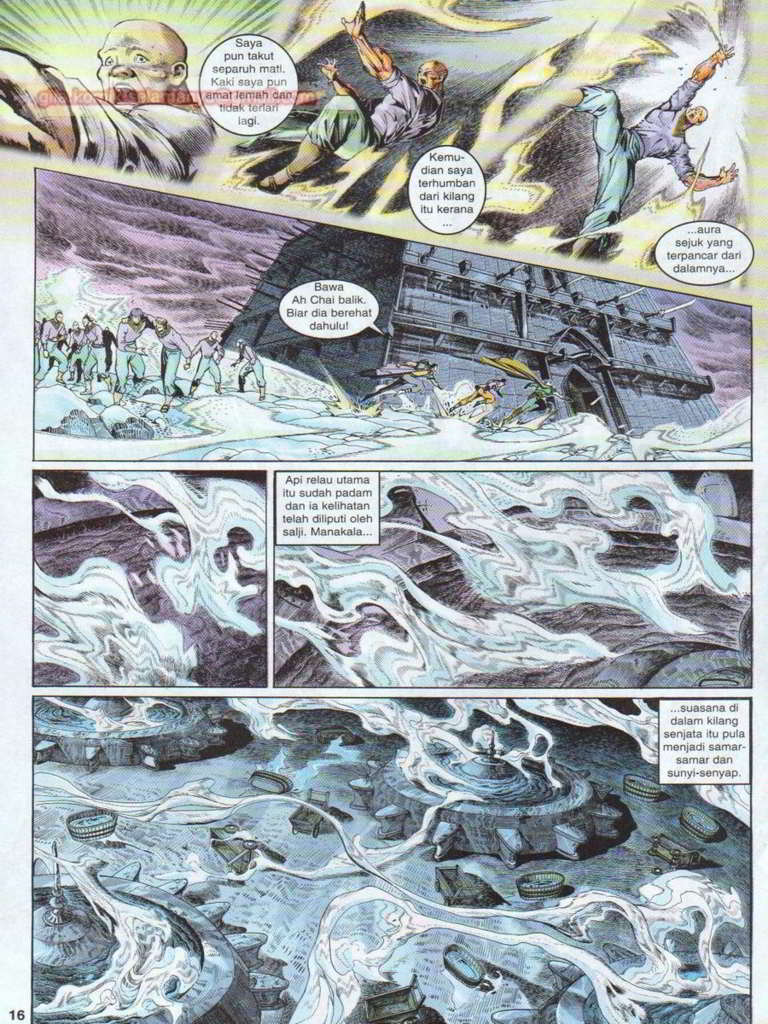 Saya
pun takut
separuh mati.
Kaki saya pun
amat lemah dan
tidak terlari
lagi.
Kemu-
dian saya
terhumban
dari kilang
itu kerana
...
...aura
sejuk yang
terpancar dari
dalamnya...
Bawa
Ah Chai balik.
Biar dia berehat
dahulu!
Api relau utama
itu sudah padam
dan ia kelihatan
telah diliputi oleh
salji. Manakala...
...suasana di
dalam kilang
senjata itu pula
menjadi samar-
samar dan
sunyi-senyap.
16